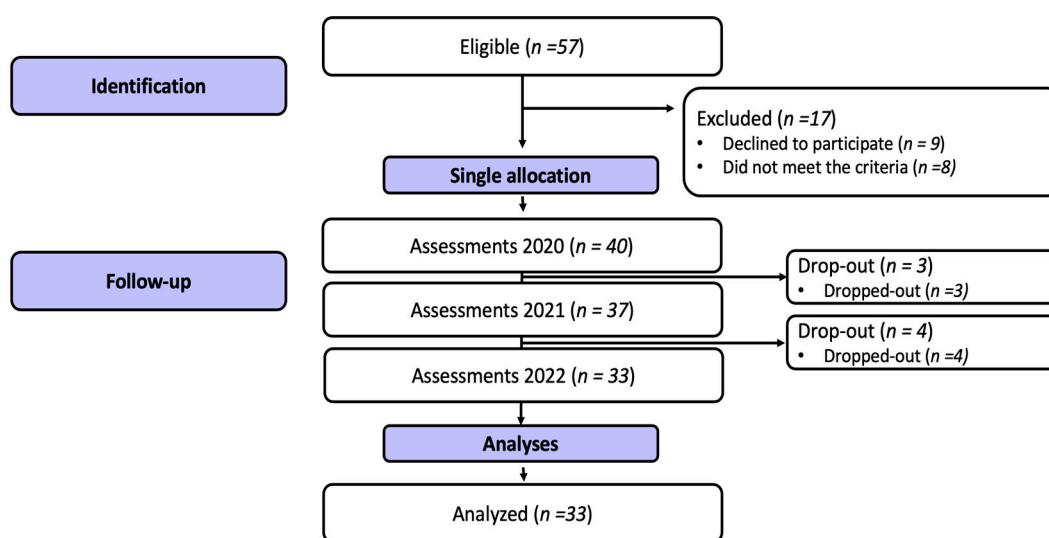 Eligible (n =57)
Identification
Excluded (n =17)
• Declined to participate (n = 9)
• Did not meet the criteria (n =8)
Single allocation
Assessments 2020 (n = 40)
Follow-up
Drop-out (n = 3)
• Dropped-out (n =3)
Assessments 2021 (n = 37)
Drop-out (n = 4)
• Dropped-out (n =4)
Assessments 2022 (n = 33)
Analyses
Analyzed (n =33)